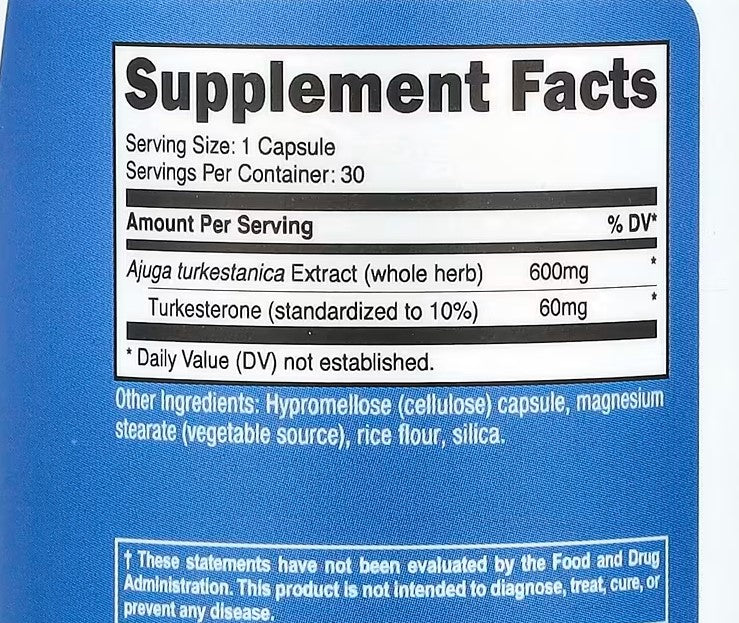 Supplement Facts
Serving Size: 1 Capsule
Servings Per Container: 30
Amount Per Serving % DV*
Ajuga turkestanica Extract (whole herb) 600mg *
Turkesterone (standardized to 10%) 60mg *
* Daily Value (DV) not established.
Other Ingredients: Hypromellose (cellulose) capsule, magnesium
stearate (vegetable source), rice flour, silica.
† These statements have not been evaluated by the Food and Drug
Administration. This product is not intended to diagnose, treat, cure, or
prevent any disease.